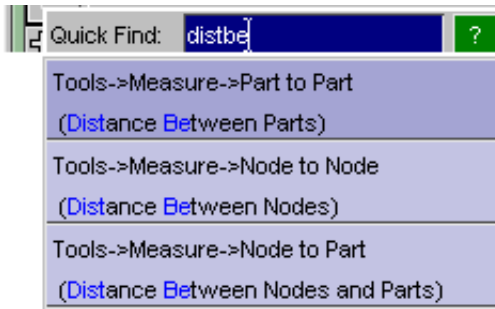 Quick Find: distbe ?
Tools->Measure->Part to Part
(Distance Between Parts)
Tools->Measure->Node to Node
(Distance Between Nodes)
Tools->Measure->Node to Part
(Distance Between Nodes and Parts)